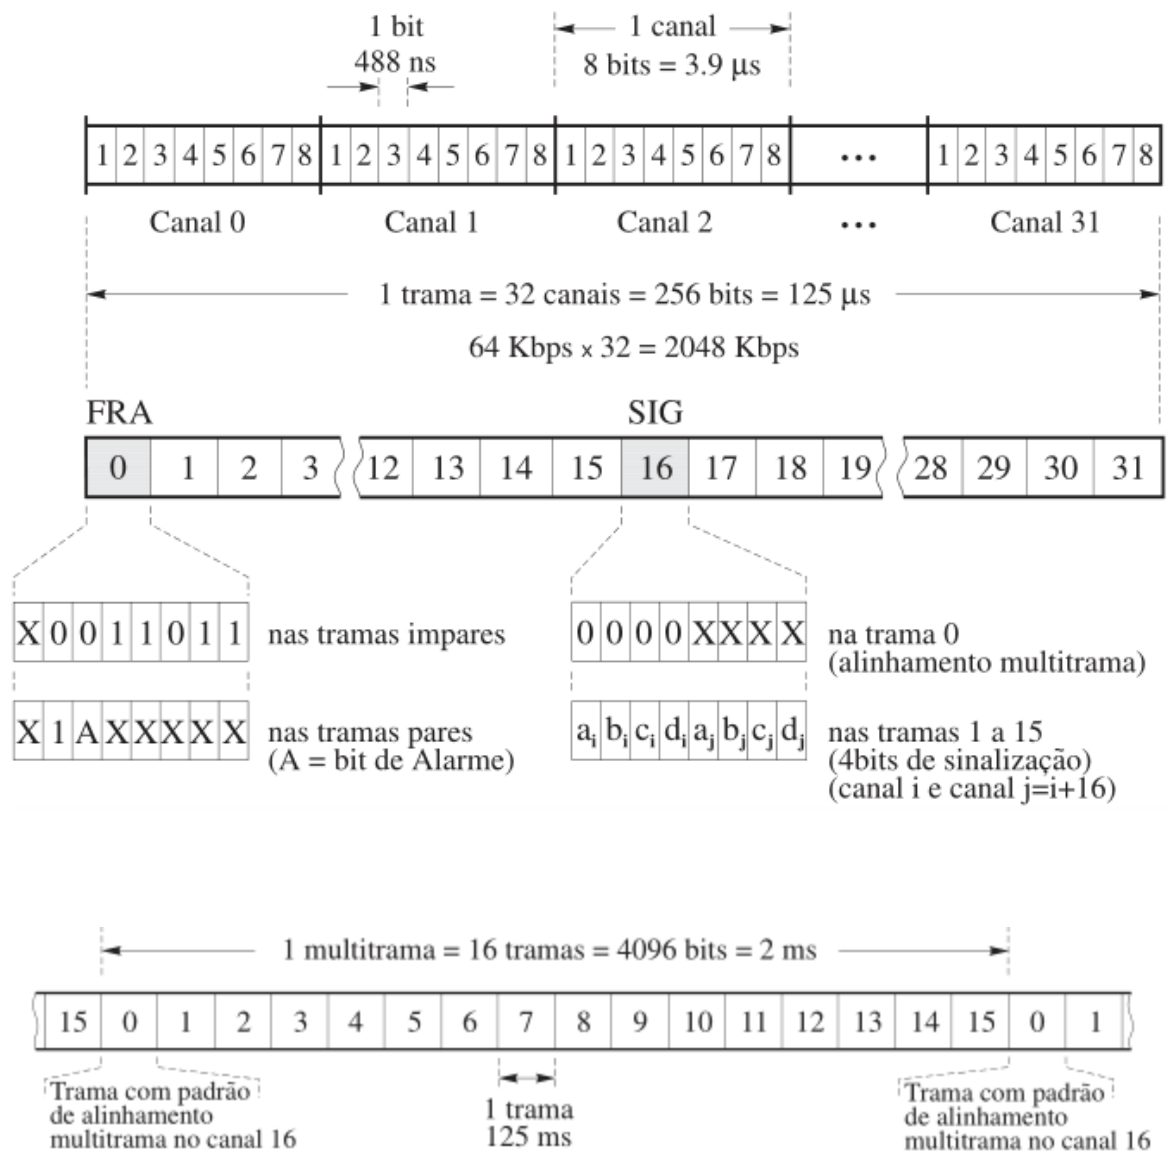 1 bit
488 ns
1 canal
8 bits = 3.9 μs
1 2 3 4 5 6 7 8 1 2 3 4 5 6 7 8 1 2 3 4 5 6 7 8 ••• 1 2 3 4 5 6 7 8
Canal 0 Canal 1 Canal 2 ••• Canal 31
1 trama = 32 canais = 256 bits = 125 μs
64 Kbps x 32 = 2048 Kbps
FRA SIG
0 1 2 3 12 13 14 15 16 17 18 19 28 29 30 31
X 0 0 1 1 0 1 1 nas tramas impares
X 1 A X X X X X nas tramas pares
(A = bit de Alarme)
0 0 0 0 X X X X na trama 0
(alinhamento multitrama)
ai bi ci di aj bj cj dj nas tramas 1 a 15
(4bits de sinalização)
(canal i e canal j=i+16)
1 multitrama = 16 tramas = 4096 bits = 2 ms
15 0 1 2 3 4 5 6 7 8 9 10 11 12 13 14 15 0 1
Trama com padrão
de alinhamento
multitrama no canal 16
1 trama
125 ms
Trama com padrão
de alinhamento
multitrama no canal 16